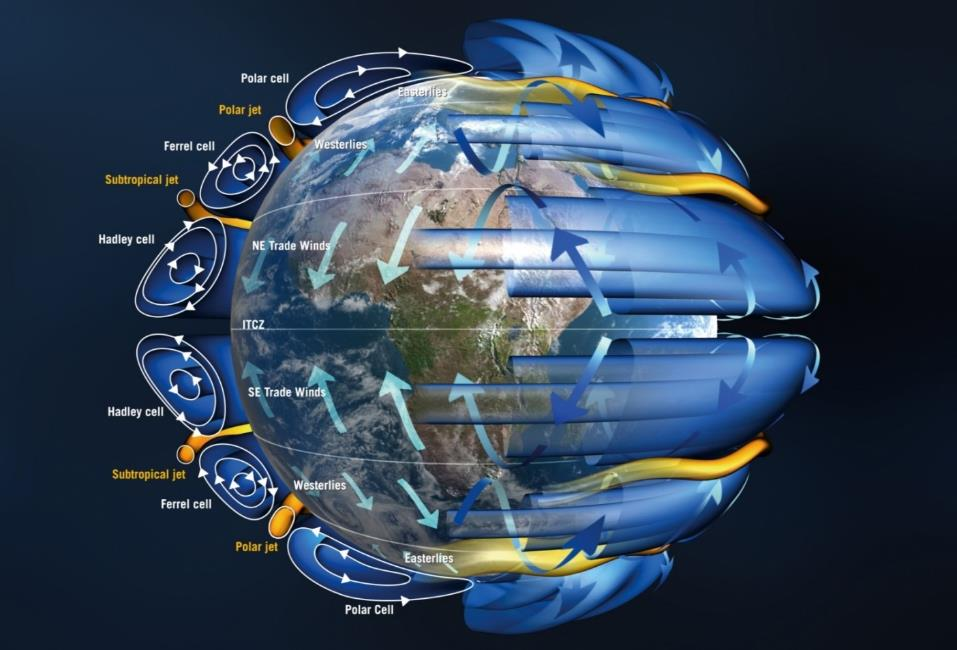 Polar cell
Easterlies
Polar jet
Ferrel cell
Westerlies
Subtropical jet
Hadley cell
NE Trade Winds
ITCZ
SE Trade Winds
Hadley cell
Subtropical jet
Westerlies
Ferrel cell
Polar jet
Easterlies
Polar Cell